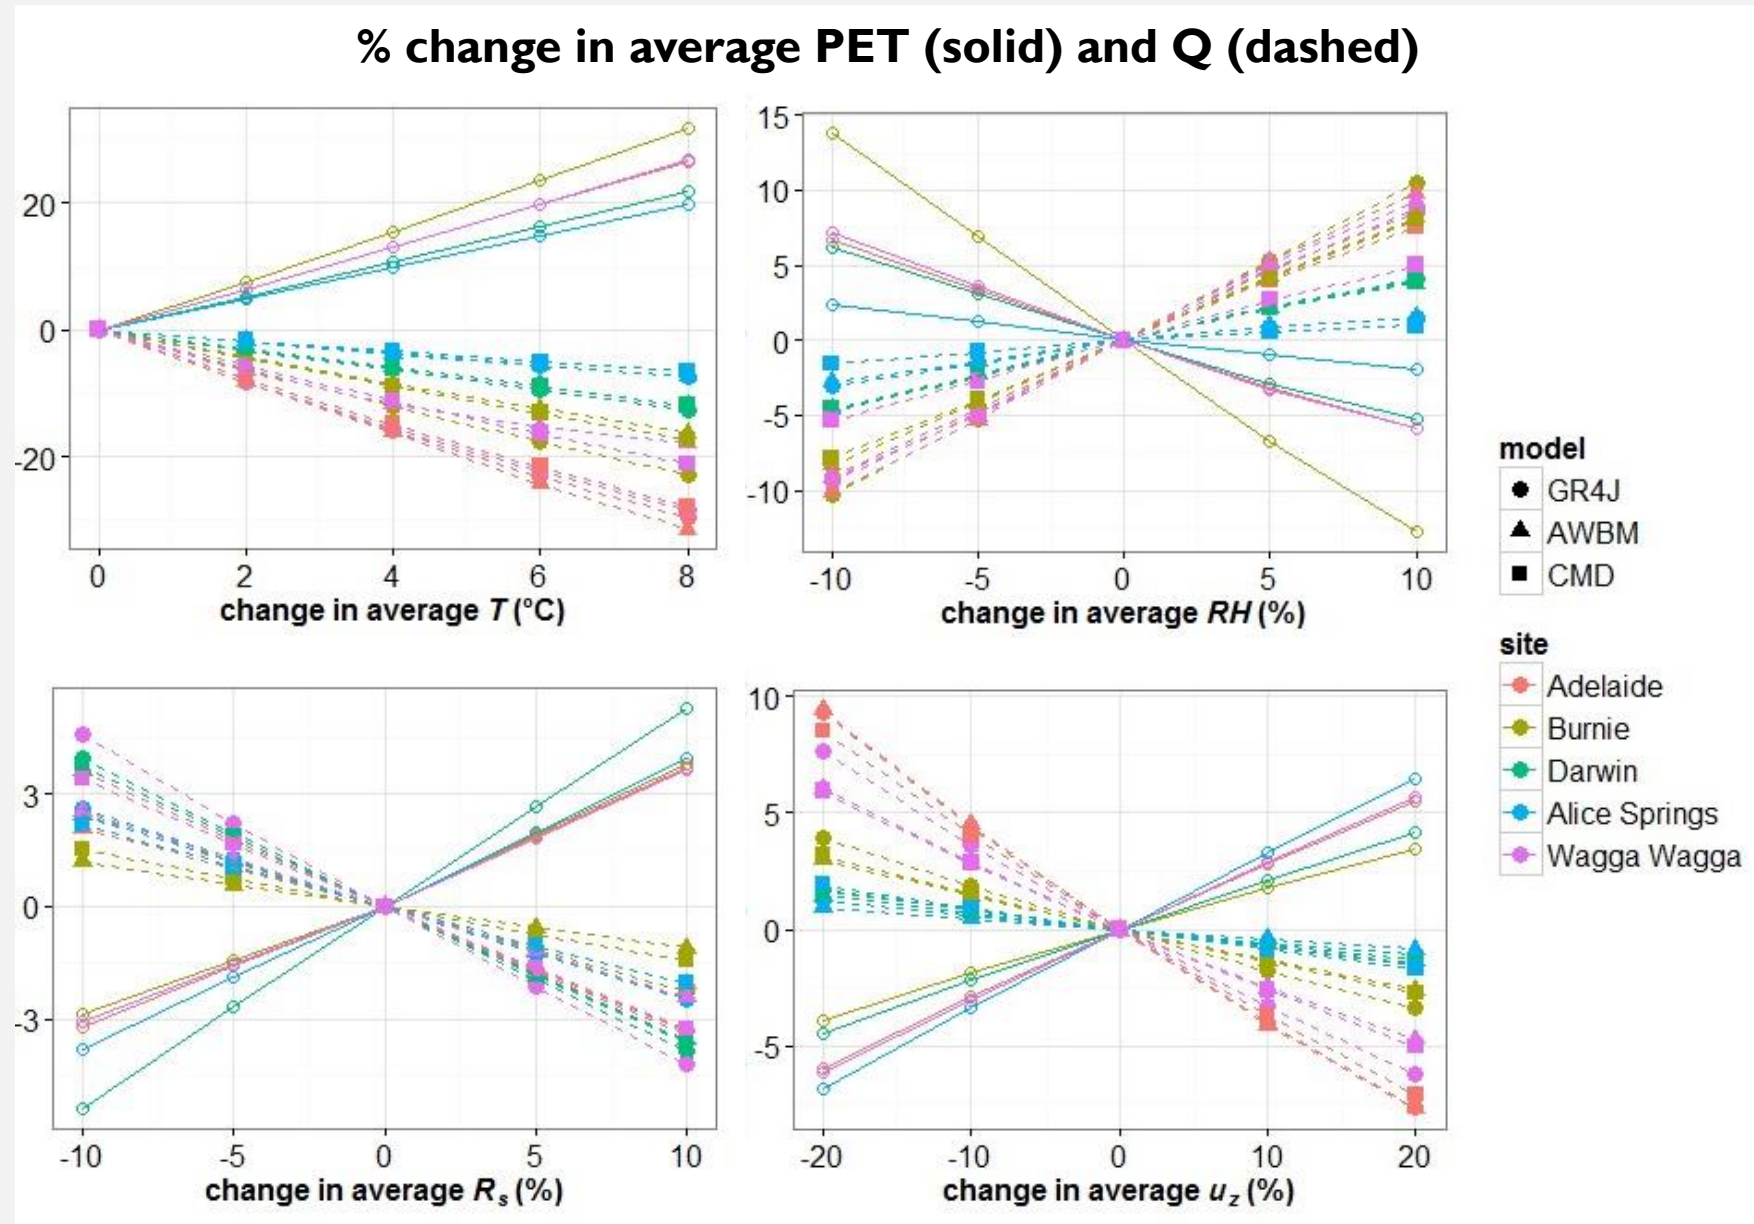 % change in average PET (solid) and Q (dashed)
20
0
-20
0 2 4 6 8
change in average T (°C)
15
10
5
0
-5
-10
-10 -5 0 5 10
change in average RH (%)
3
0
-3
-10 -5 0 5 10
change in average Rs (%)
10
5
0
-5
-20 -10 0 10 20
change in average uz (%)
model
GR4J
AWBM
CMD
site
Adelaide
Burnie
Darwin
Alice Springs
Wagga Wagga